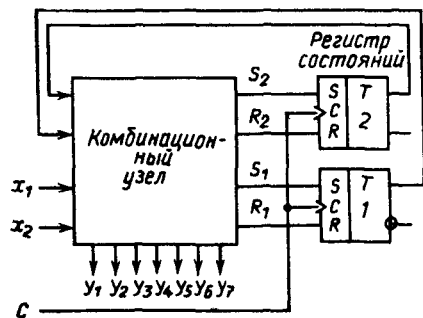 Регистр
состояний
S2
S T
C
R2
R 2
Комбинацион-
ный
узел
S1
S T
C
R1
R 1
x1
x2
y1 y2 y3 y4 y5 y6 y7
C